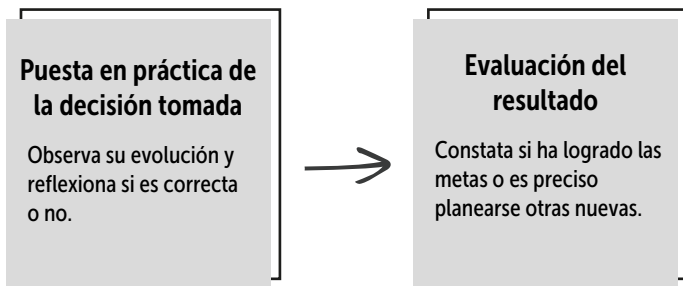 Puesta en práctica de
la decisión tomada
Observa su evolución y
reflexiona si es correcta
o no.
Evaluación del
resultado
Constata si ha logrado las
metas o es preciso
planearse otras nuevas.